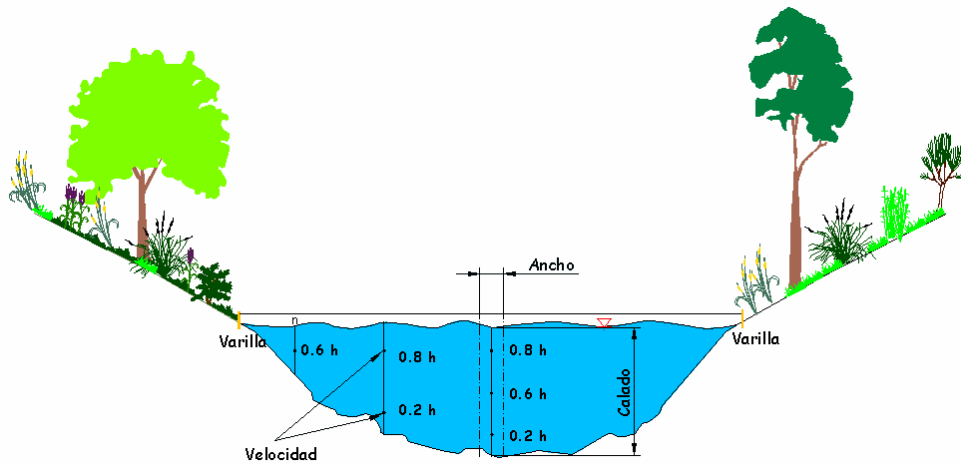 Ancho
n
Varilla
Varilla
0.6 h
0.8 h
0.8 h
0.6 h
0.2 h
0.2 h
Calado
Velocidad